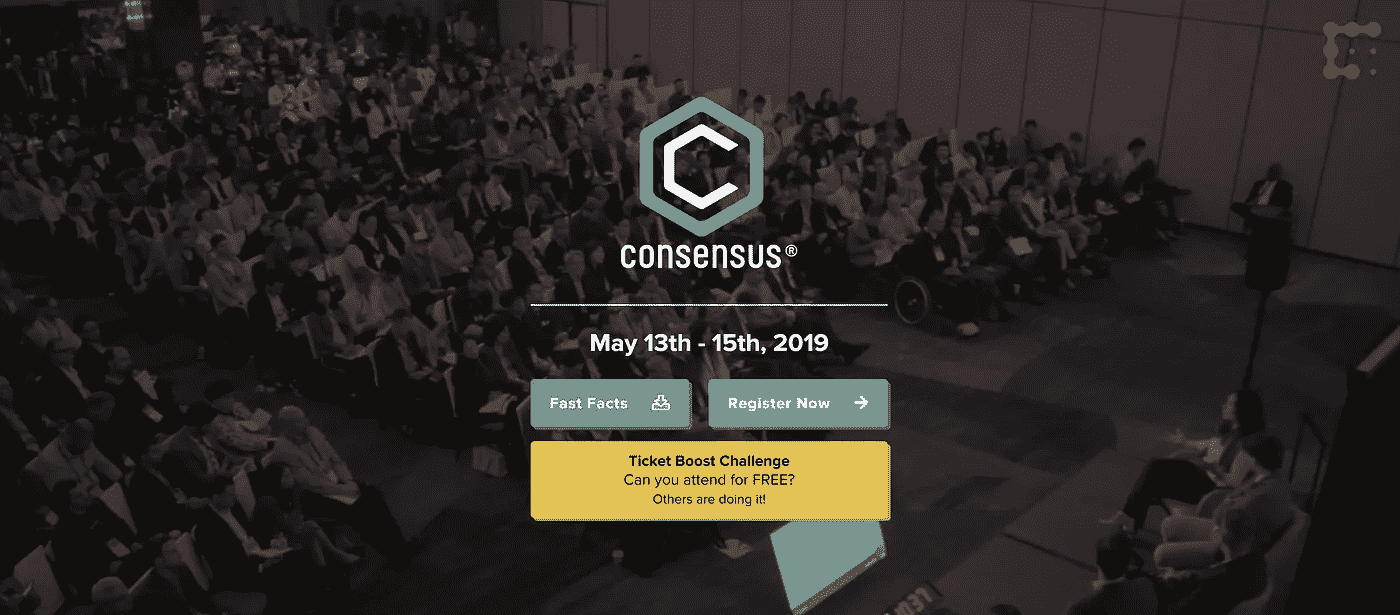 consensus®
May 13th - 15th, 2019
Fast Facts
Register Now
Ticket Boost Challenge
Can you attend for FREE?
Others are doing it!